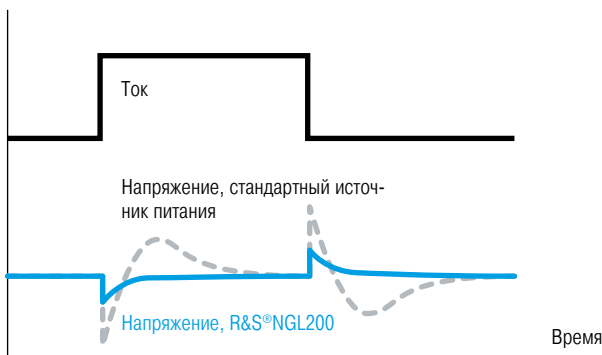 Ток
Напряжение, стандартный источ-
ник питания
Напряжение, R&S®NGL200
Время